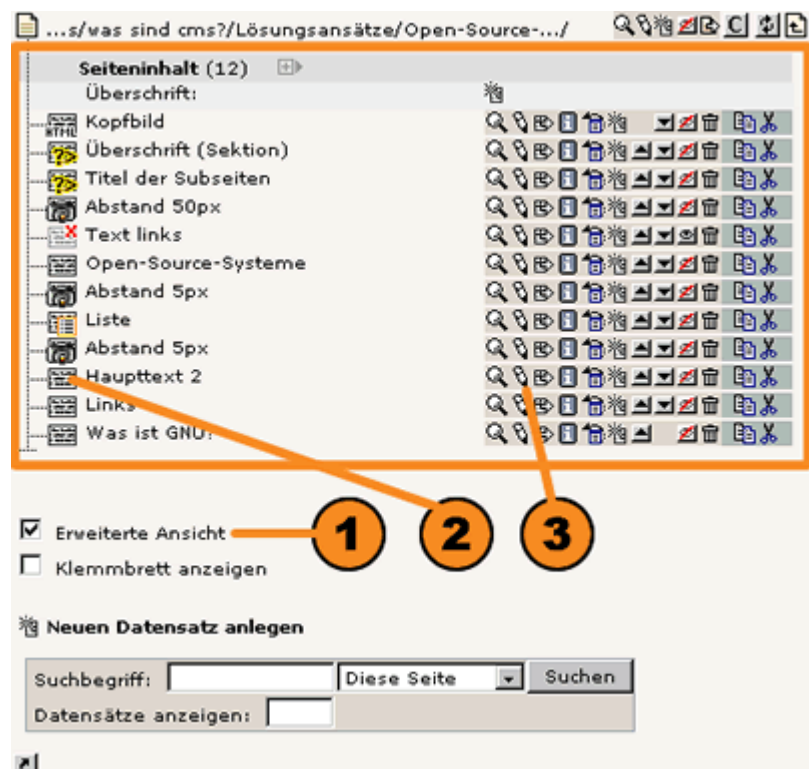 ...s/was sind cms?/Lösungsansätze/Open-Source-.../ C
Seiteninhalt (12)
Überschrift:
HTML Kopfbild
Überschrift (Sektion)
Titel der Subseiten
Abstand 50px
Text links
Open-Source-Systeme
Abstand 5px
Liste
Abstand 5px
Haupttext 2
Links
Was ist GNU?
Erweiterte Ansicht 1 2 3
Klemmbrett anzeigen
Neuen Datensatz anlegen
Suchbegriff: Diese Seite Suchen
Datensätze anzeigen: